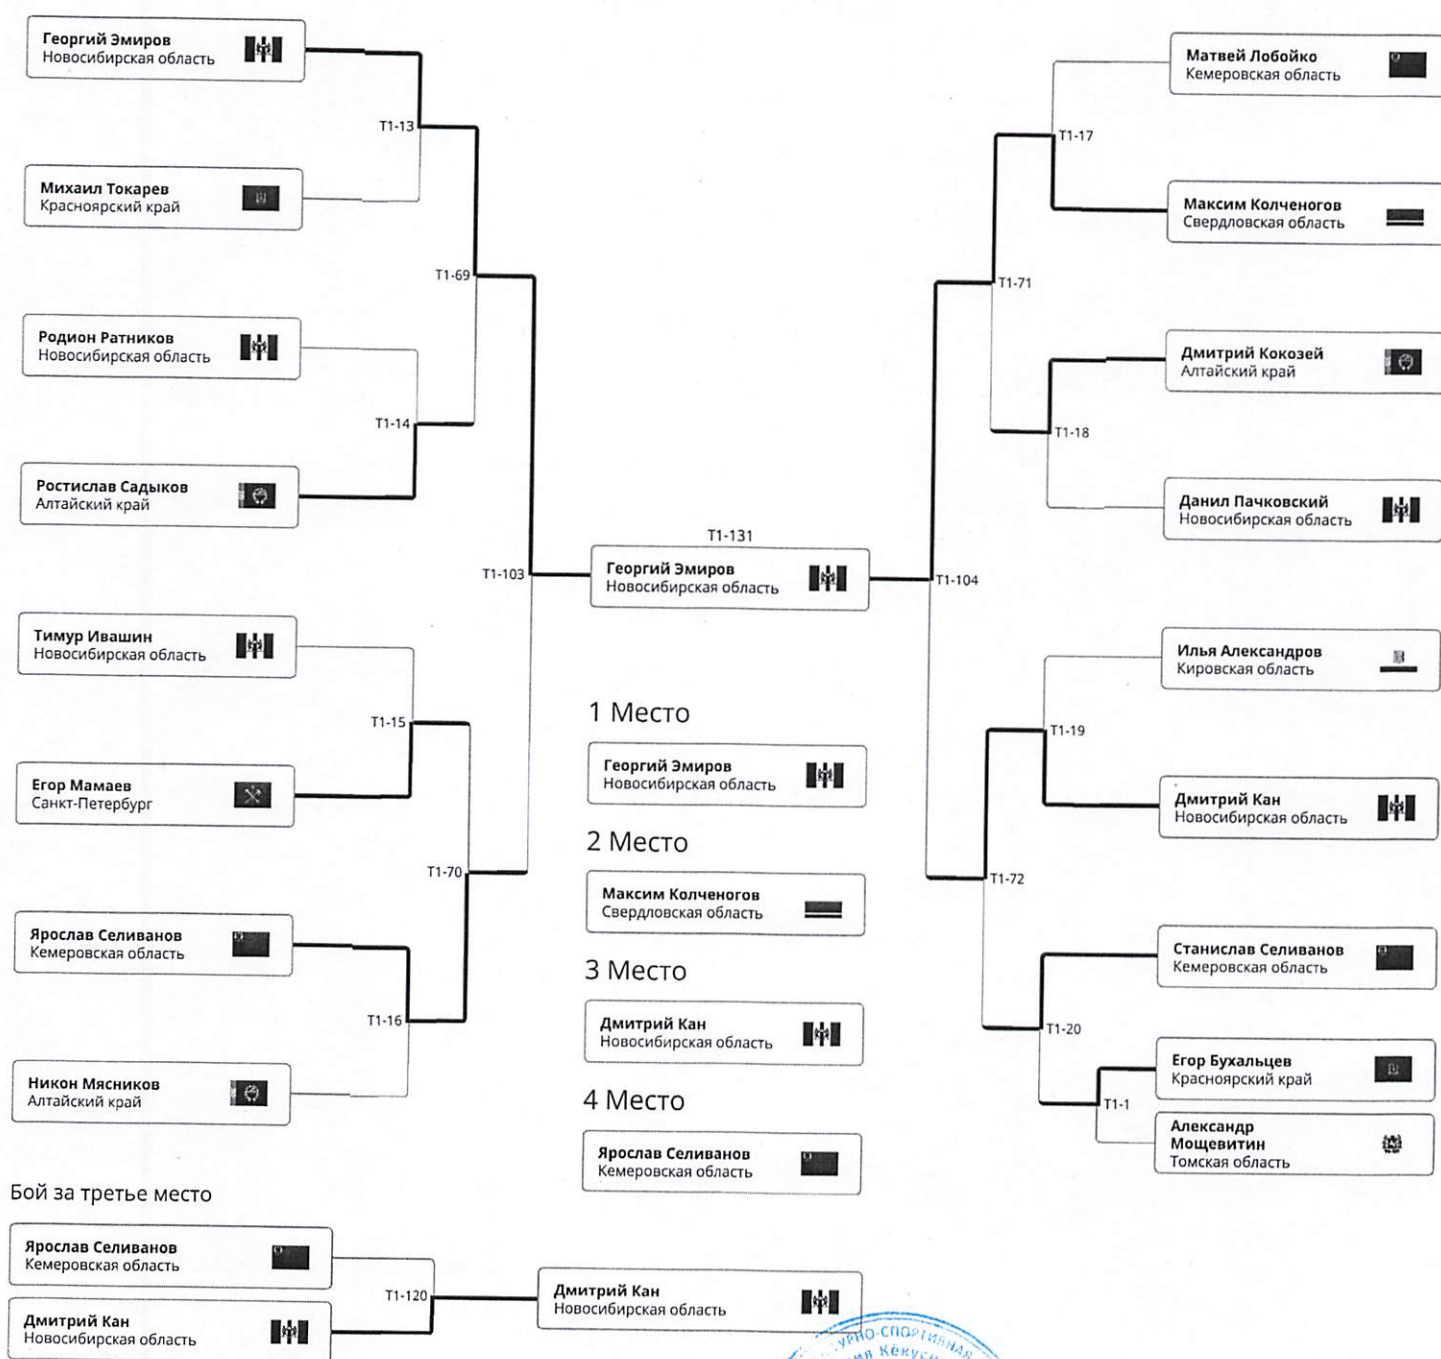 Георгий Эмиров
Новосибирская область
T1-13
Михаил Токарев
Красноярский край
T1-69
Родион Ратников
Новосибирская область
T1-14
Ростислав Садыков
Алтайский край
T1-103
Тимур Ивашин
Новосибирская область
T1-15
Егор Мамаев
Санкт-Петербург
T1-70
Ярослав Селиванов
Кемеровская область
T1-16
Никон Мясников
Алтайский край
T1-131
Георгий Эмиров
Новосибирская область
1 Место
Георгий Эмиров
Новосибирская область
2 Место
Максим Колченогов
Свердловская область
3 Место
Дмитрий Кан
Новосибирская область
4 Место
Ярослав Селиванов
Кемеровская область
Матвей Лобойко
Кемеровская область
T1-17
Максим Колченогов
Свердловская область
T1-71
Дмитрий Кокозей
Алтайский край
T1-18
Данил Пачковский
Новосибирская область
T1-104
Илья Александров
Кировская область
T1-19
Дмитрий Кан
Новосибирская область
T1-72
Станислав Селиванов
Кемеровская область
T1-20
Егор Бухальцев
Красноярский край
T1-1
Александр
Мощевитин
Томская область
Бой за третье место
Ярослав Селиванов
Кемеровская область
T1-120
Дмитрий Кан
Новосибирская область
Дмитрий Кан
Новосибирская область